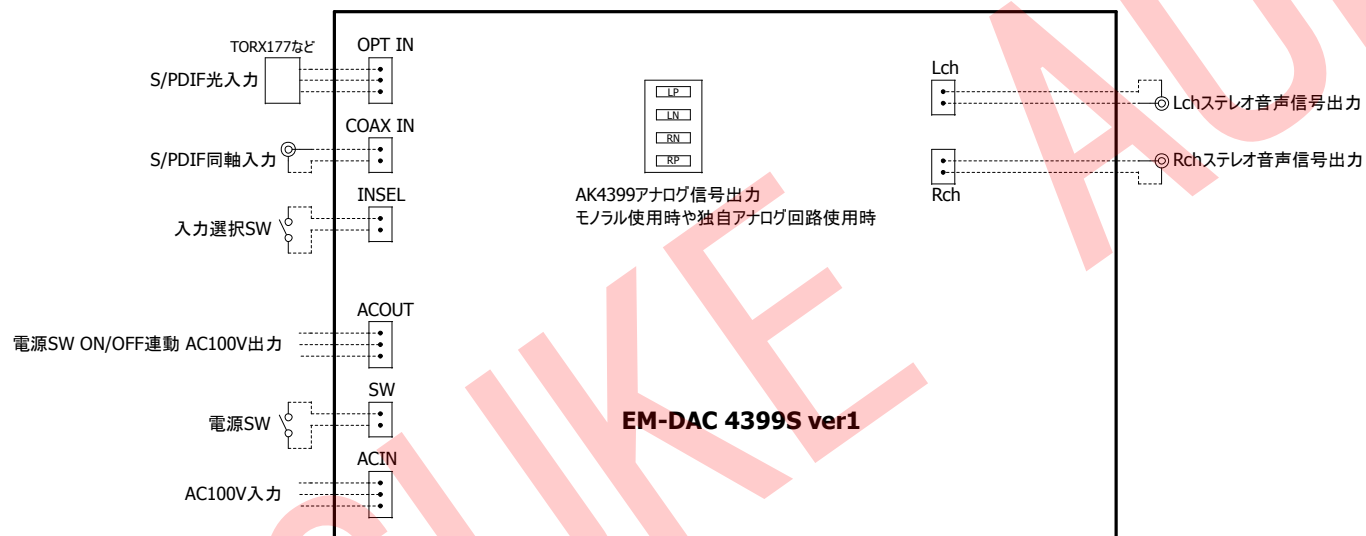 TORX177など
OPT IN
S/PDIF光入力
COAX IN
S/PDIF同軸入力
INSEL
入力選択SW
ACOUT
電源SW ON/OFF連動 AC100V出力
SW
電源SW
ACIN
AC100V入力
LP
LN
RN
RP
AK4399アナログ信号出力
モノラル使用時や独自アナログ回路使用時
Lch
Lchステレオ音声信号出力
Rchステレオ音声信号出力
Rch
EM-DAC 4399S ver1